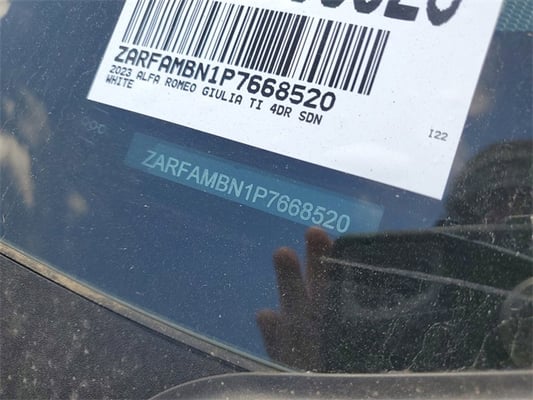 ZARFAMBN1P7668520
2023 ALFA ROMEO GIULIA TI 4DR SDN
WHITE
I22
ZARFAMBN1P7668520